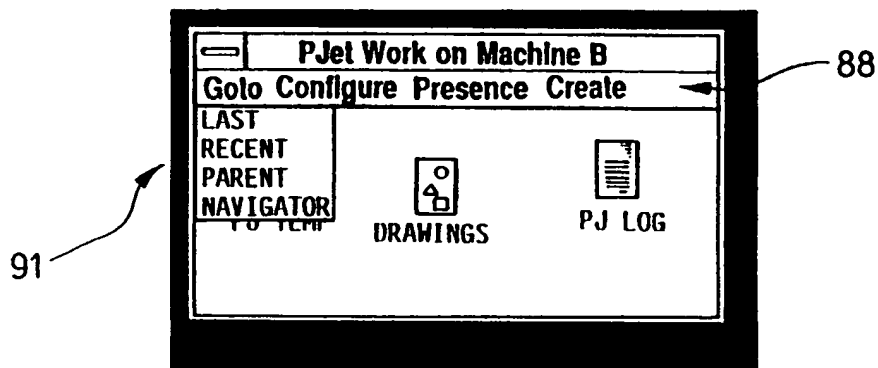 PJet Work on Machine B
Goto Configure Presence Create
88
LAST
RECENT
PARENT
NAVIGATOR
DRAWINGS
PJ LOG
91